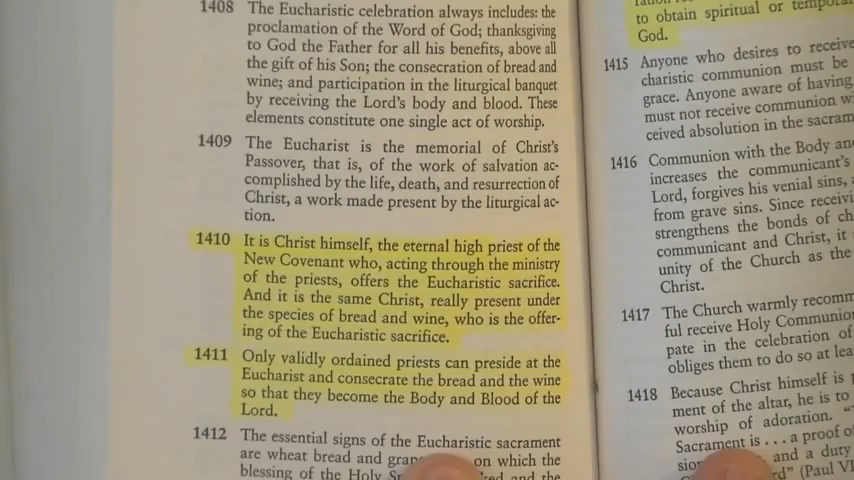 1408 The Eucharistic celebration always includes: the
proclamation of the Word of God; thanksgiving
to God the Father for all his benefits, above all
the gift of his Son; the consecration of bread and
wine; and participation in the liturgical banquet
by receiving the Lord's body and blood. These
elements constitute one single act of worship.
1409 The Eucharist is the memorial of Christ's
Passover, that is, of the work of salvation ac-
complished by the life, death, and resurrection of
Christ, a work made present by the liturgical ac-
tion.
1410 It is Christ himself, the eternal high priest of the
New Covenant who, acting through the ministry
of the priests, offers the Eucharistic sacrifice.
And it is the same Christ, really present under
the species of bread and wine, who is the offer-
ing of the Eucharistic sacrifice.
1411 Only validly ordained priests can preside at the
Eucharist and consecrate the bread and the wine
so that they become the Body and Blood of the
Lord.
1412 The essential signs of the Eucharistic sacrament
are wheat bread and on which the
blessing of the Holy and the
to obtain spiritual or
God.
1415 Anyone who desires to receive
charistic communion must be
grace. Anyone aware of having
must not receive communion
ceived absolution in the
1416 Communion with the Body and
increases the communicant's
Lord, forgives his venial sins,
from grave sins. Since
strengthens the bonds of
communicant and Christ, it
unity of the Church as the
Christ.
1417 The Church warmly
ful receive Holy
pate in the celebration of
obliges them to do so at
1418 Because Christ himself is
ment of the altar, he is to
worship of adoration.
Sacrament is . . . a proof of
and a duty
(Paul VI